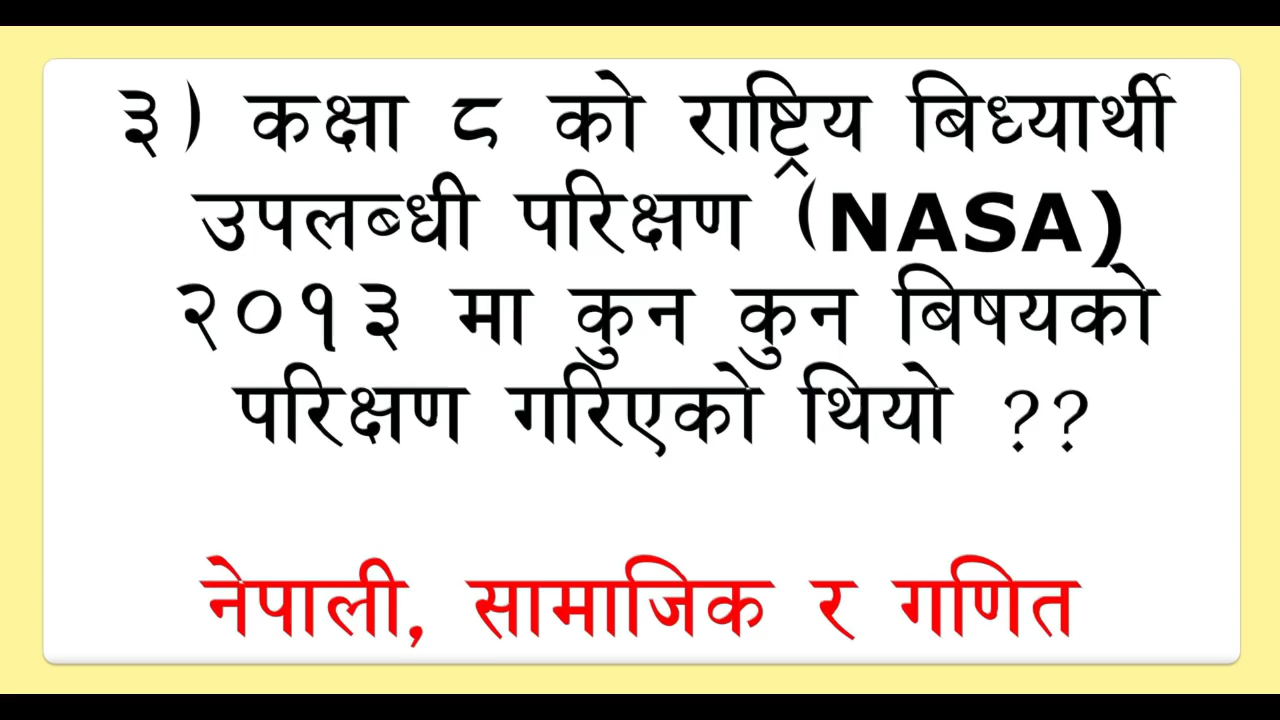 ३) कक्षा ८ को राष्ट्रिय बिध्यार्थी
उपलब्धी परिक्षण (NASA)
२०१३ मा कुन कुन बिषयको
परिक्षण गरिएको थियो ??
नेपाली, सामाजिक र गणित